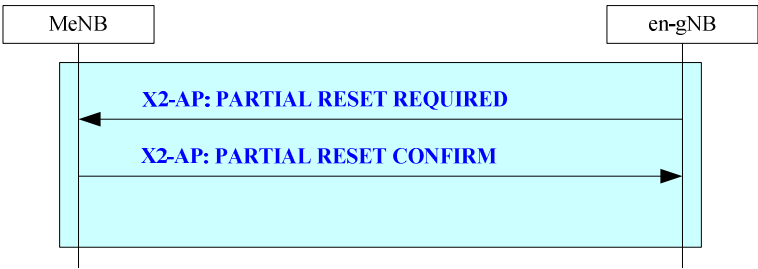 MeNB
en-gNB
X2-AP: PARTIAL RESET REQUIRED
X2-AP: PARTIAL RESET CONFIRM